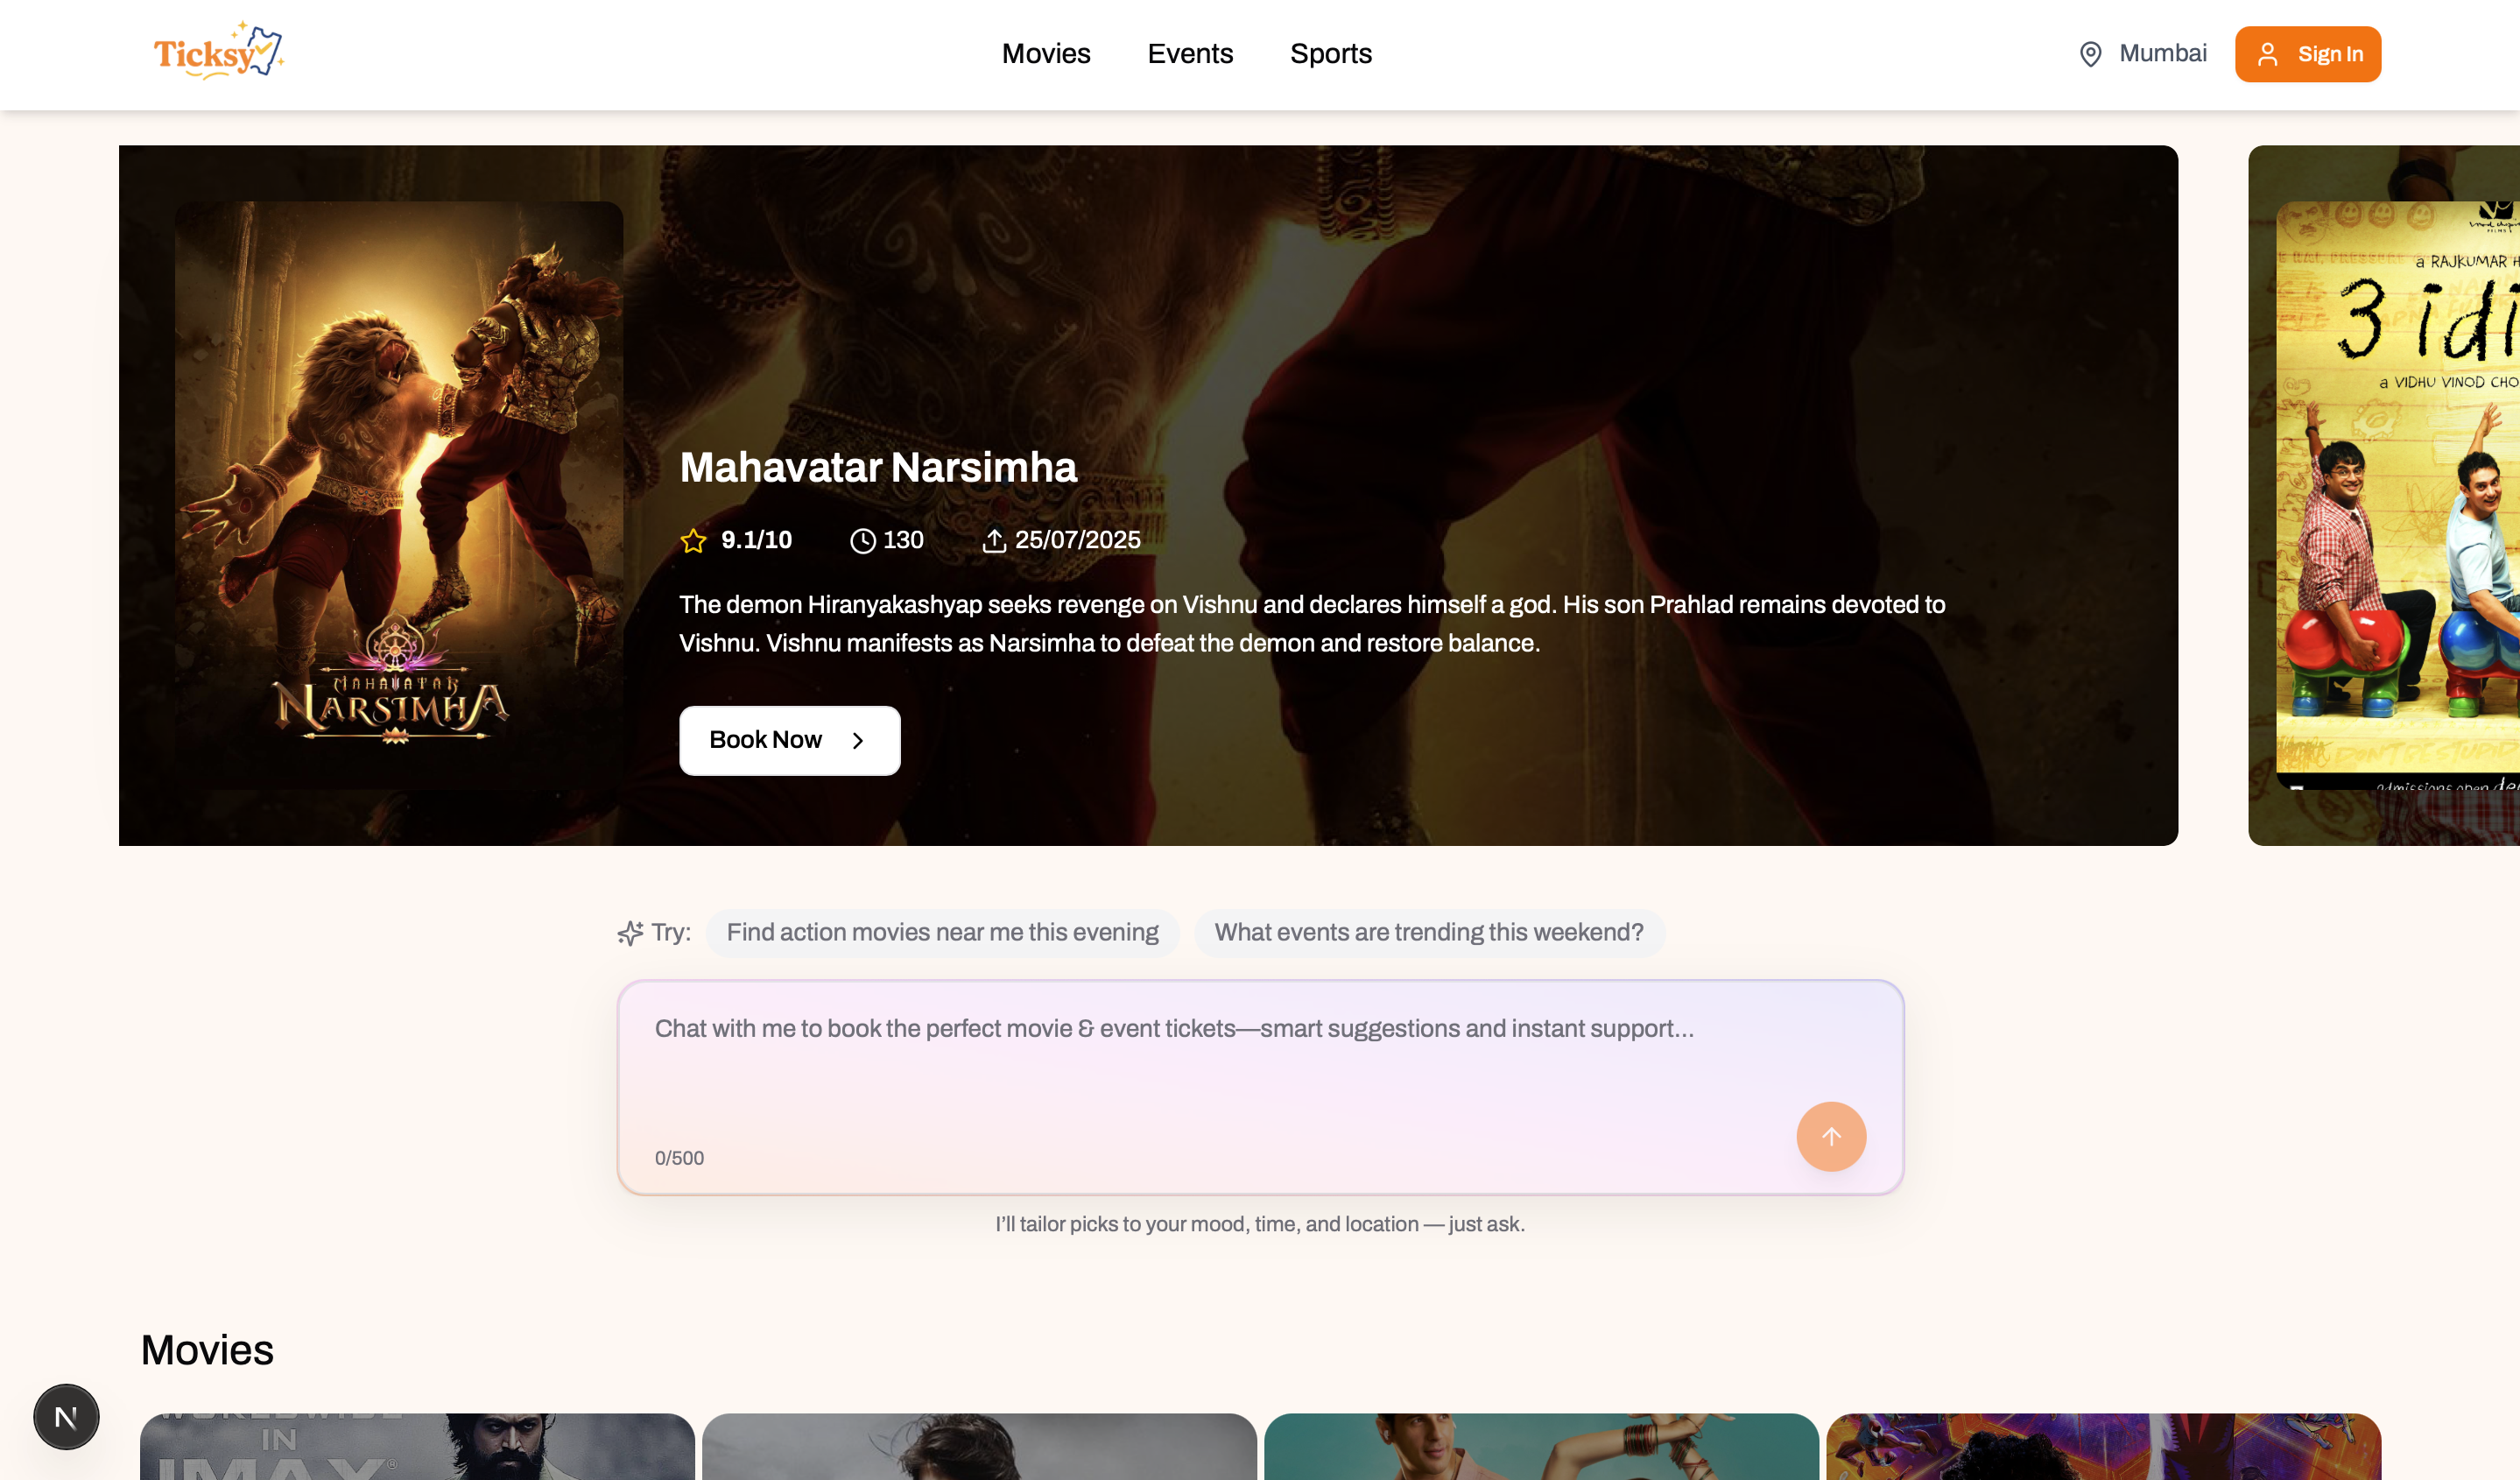 Ticksy
Movies
Events
Sports
Mumbai
Sign In
MAHAVATAR
NARSIMHA
Mahavatar Narsimha
9.1/10
130
25/07/2025
The demon Hiranyakashyap seeks revenge on Vishnu and declares himself a god. His son Prahlad remains devoted to
Vishnu. Vishnu manifests as Narsimha to defeat the demon and restore balance.
Book Now
a RAJKUMAR H
3 idi
a VIDHU VINOD CHO
admissions open de
Try:
Find action movies near me this evening
What events are trending this weekend?
Chat with me to book the perfect movie & event tickets—smart suggestions and instant support...
0/500
I’ll tailor picks to your mood, time, and location — just ask.
Movies
N
WORLDWIDE
IN
IMAX®